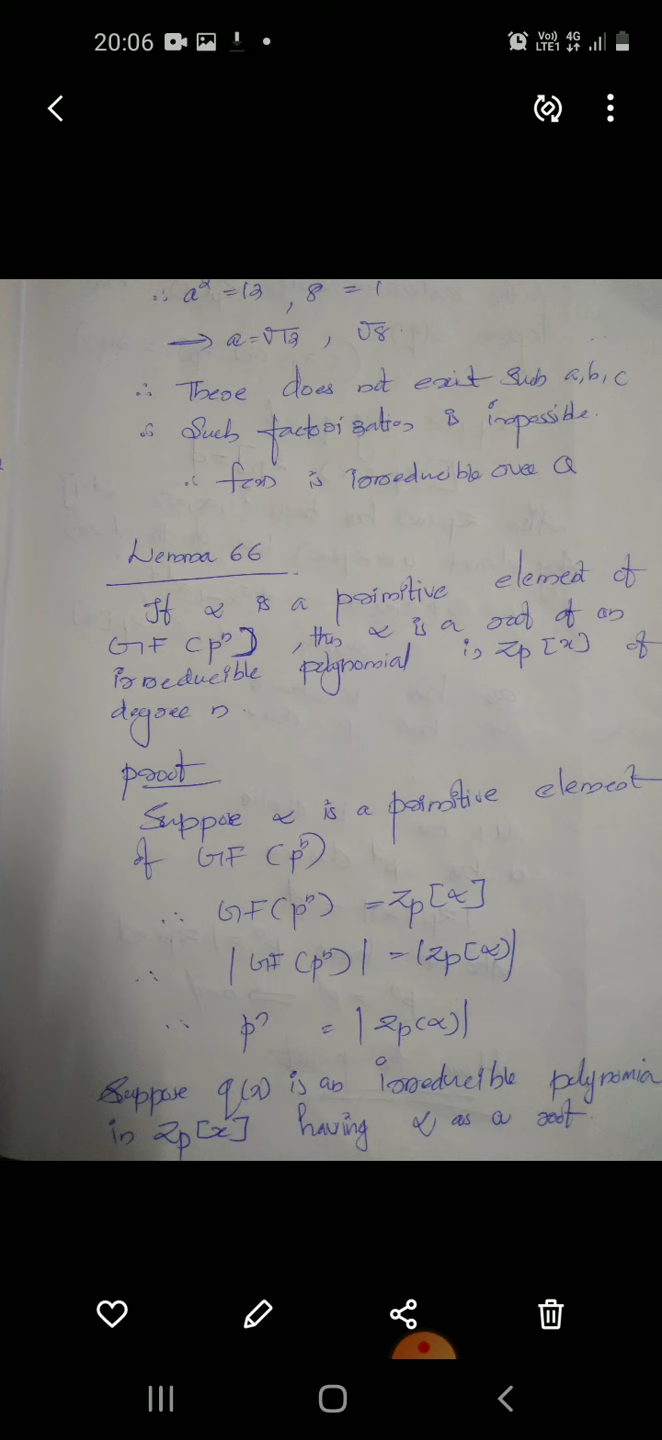 20:06
Vo) 4G
LTE1
∴ a² = 13 , 8 = 1
⟹ a = √13 , √8
∴ There does not exist such a, b, c
∴ Such factorization is impossible.
∴ f(x) is irreducible over Q
Lemma 66
If α is a primitive element of
GF (pⁿ) , then α is a root of an
irreducible polynomial in Zp [x] of
degree n.
proof
Suppose α is a primitive element
of GF (pⁿ)
∴ GF(pⁿ) = Zp [α]
∴ | GF (pⁿ) | = |Zp(α)|
∴ pⁿ = | Zp(α) |
Suppose q(x) is an irreducible polynomia
in Zp [x] having α as a root.